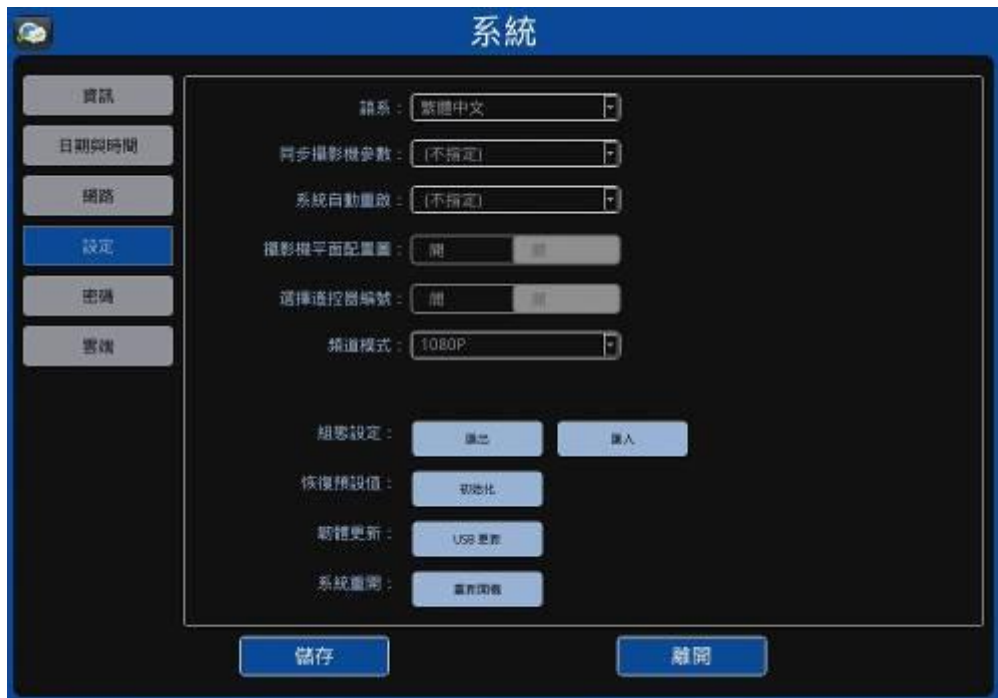 系統
資訊
日期與時間
網路
設定
密碼
雲端
語系：
繁體中文
同步攝影機參數：
(不指定)
系統自動重啟：
(不指定)
攝影機平面配置圖：
開
關
選擇遙控器編號：
開
關
頻道模式：
1080P
組態設定：
匯出
匯入
恢復預設值：
初始化
韌體更新：
USB 更新
系統重開：
重新開機
儲存
離開